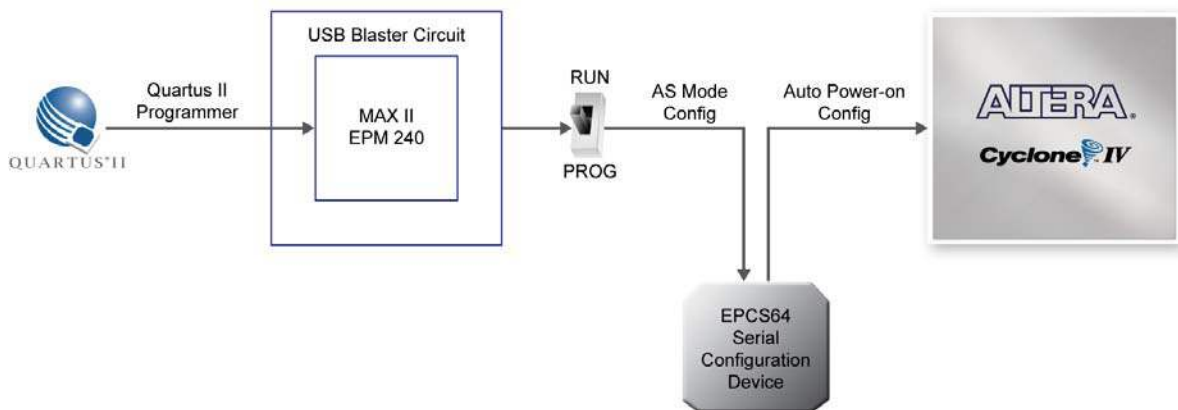 USB Blaster Circuit
Quartus II
Programmer
QUARTUS'II
MAX II
EPM 240
RUN
PROG
AS Mode
Config
Auto Power-on
Config
ALTERA®
Cyclone™ IV
EPCS64
Serial
Configuration
Device